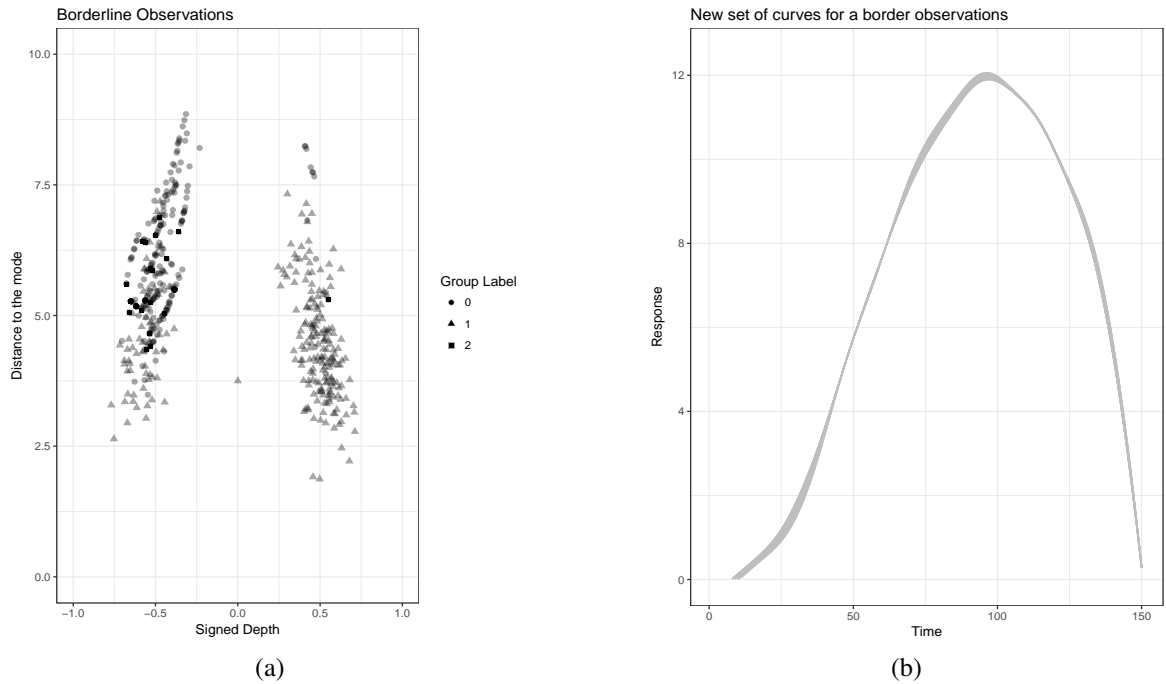 Borderline Observations
10.0
7.5
5.0
2.5
0.0
Distance to the mode
−1.0 −0.5 0.0 0.5 1.0
Signed Depth
Group Label
0
1
2
(a)
New set of curves for a border observations
12
8
4
0
Response
0 50 100 150
Time
(b)